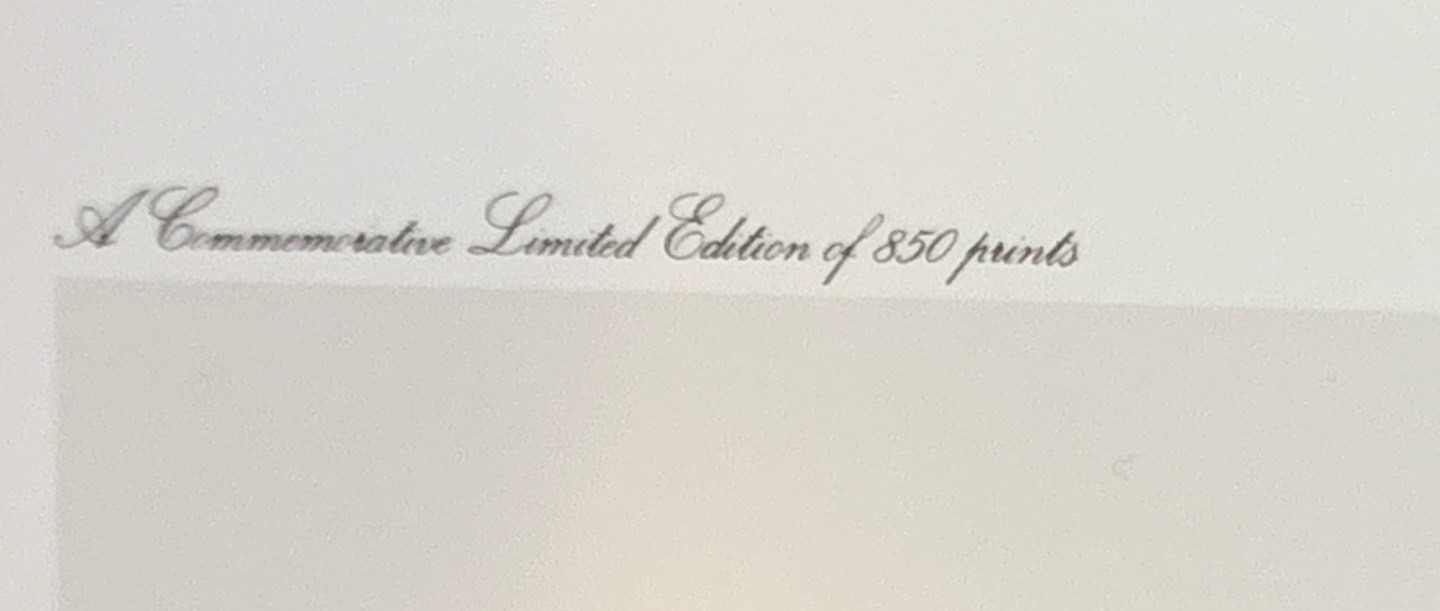 A Commemorative Limited Edition of 850 prints